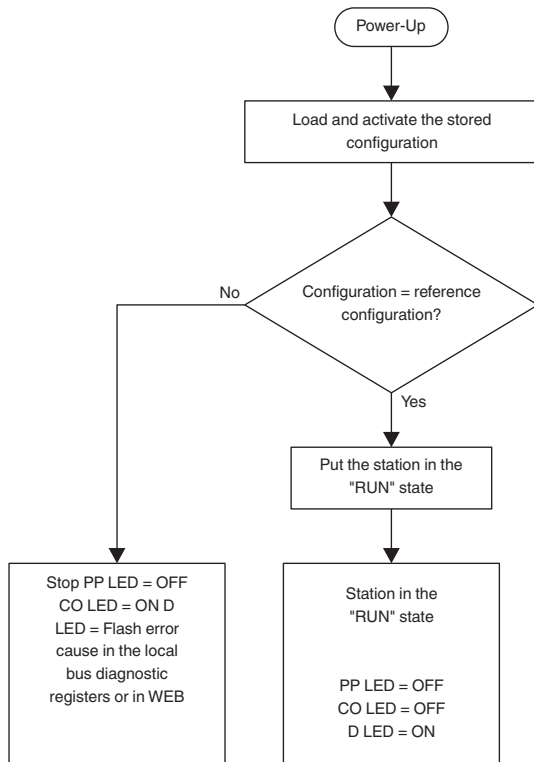 Power-Up
Load and activate the stored
configuration
Configuration = reference
configuration?
No
Yes
Put the station in the
"RUN" state
Stop PP LED = OFF
CO LED = ON D
LED = Flash error
cause in the local
bus diagnostic
registers or in WEB
Station in the
"RUN" state
PP LED = OFF
CO LED = OFF
D LED = ON